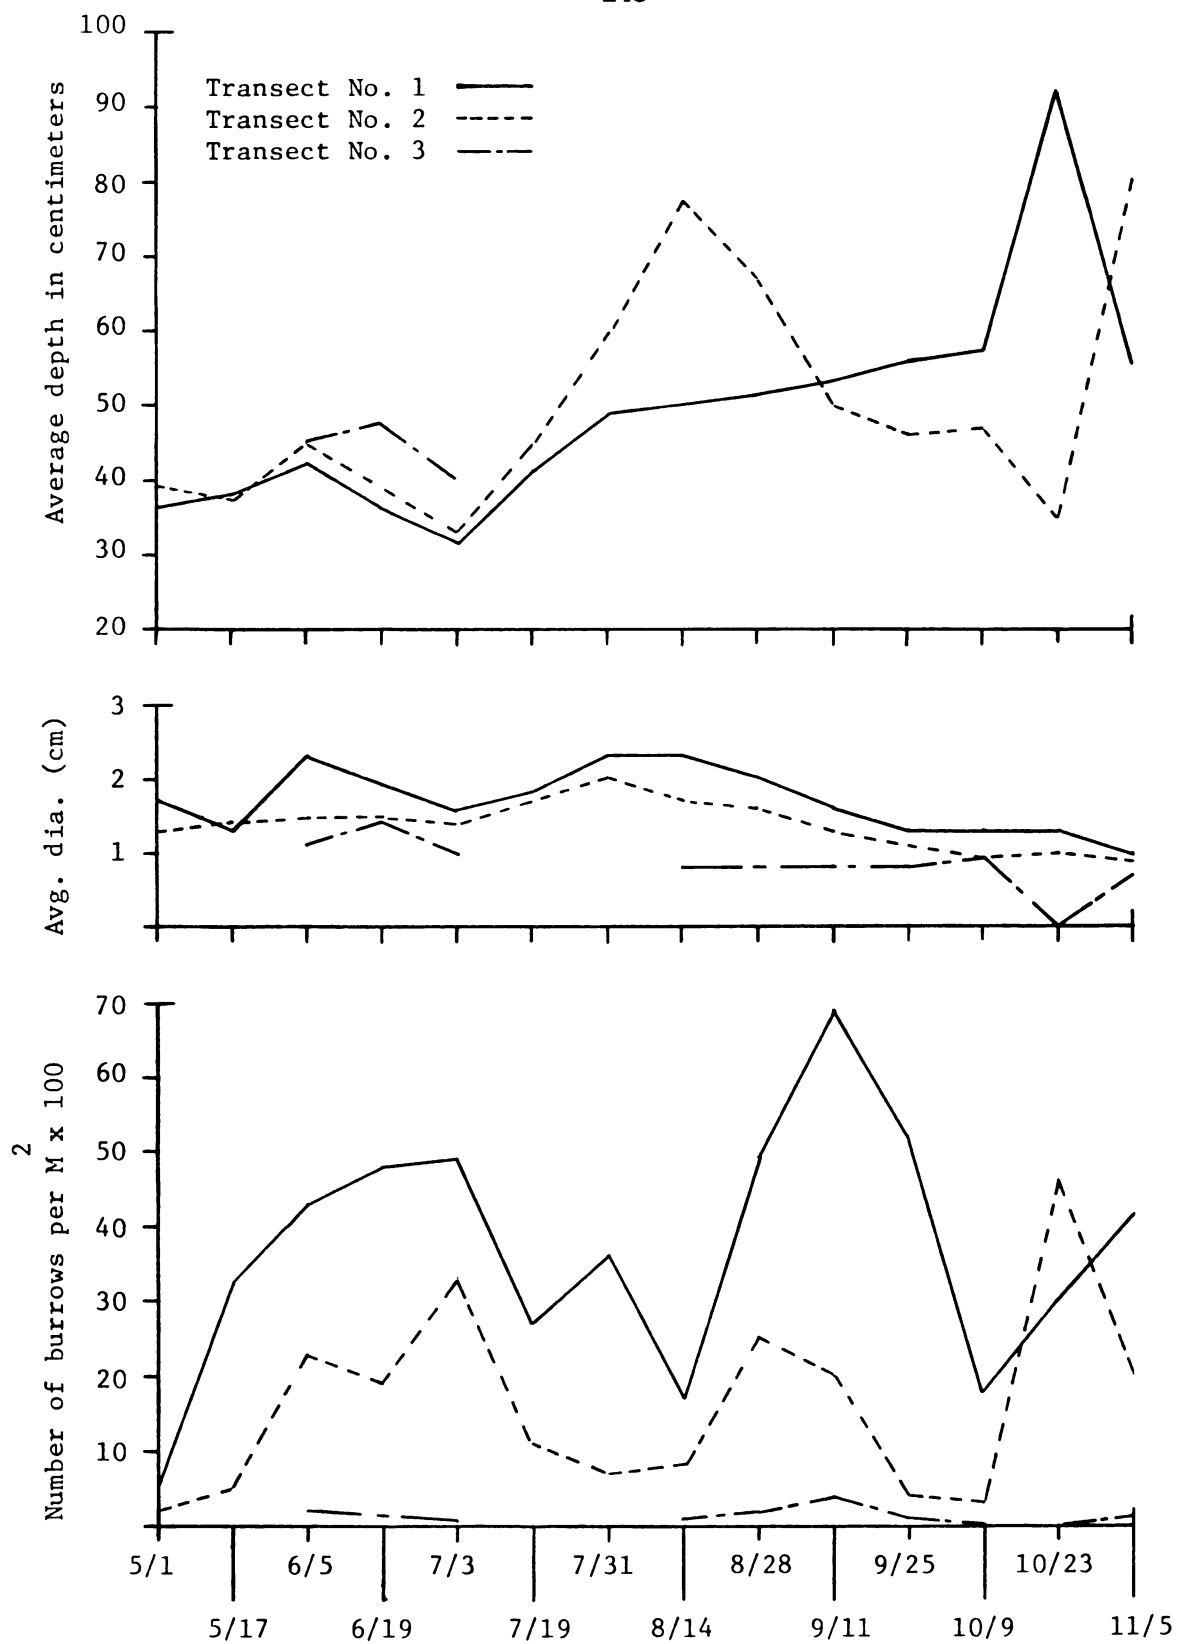 100
90
80
70
60
50
40
30
20
Average depth in centimeters
Transect No. 1
Transect No. 2
Transect No. 3
3
2
1
Avg. dia. (cm)
70
60
50
40
30
20
10
Number of burrows per M² x 100
5/1 6/5 7/3 7/31 8/28 9/25 10/23
5/17 6/19 7/19 8/14 9/11 10/9 11/5